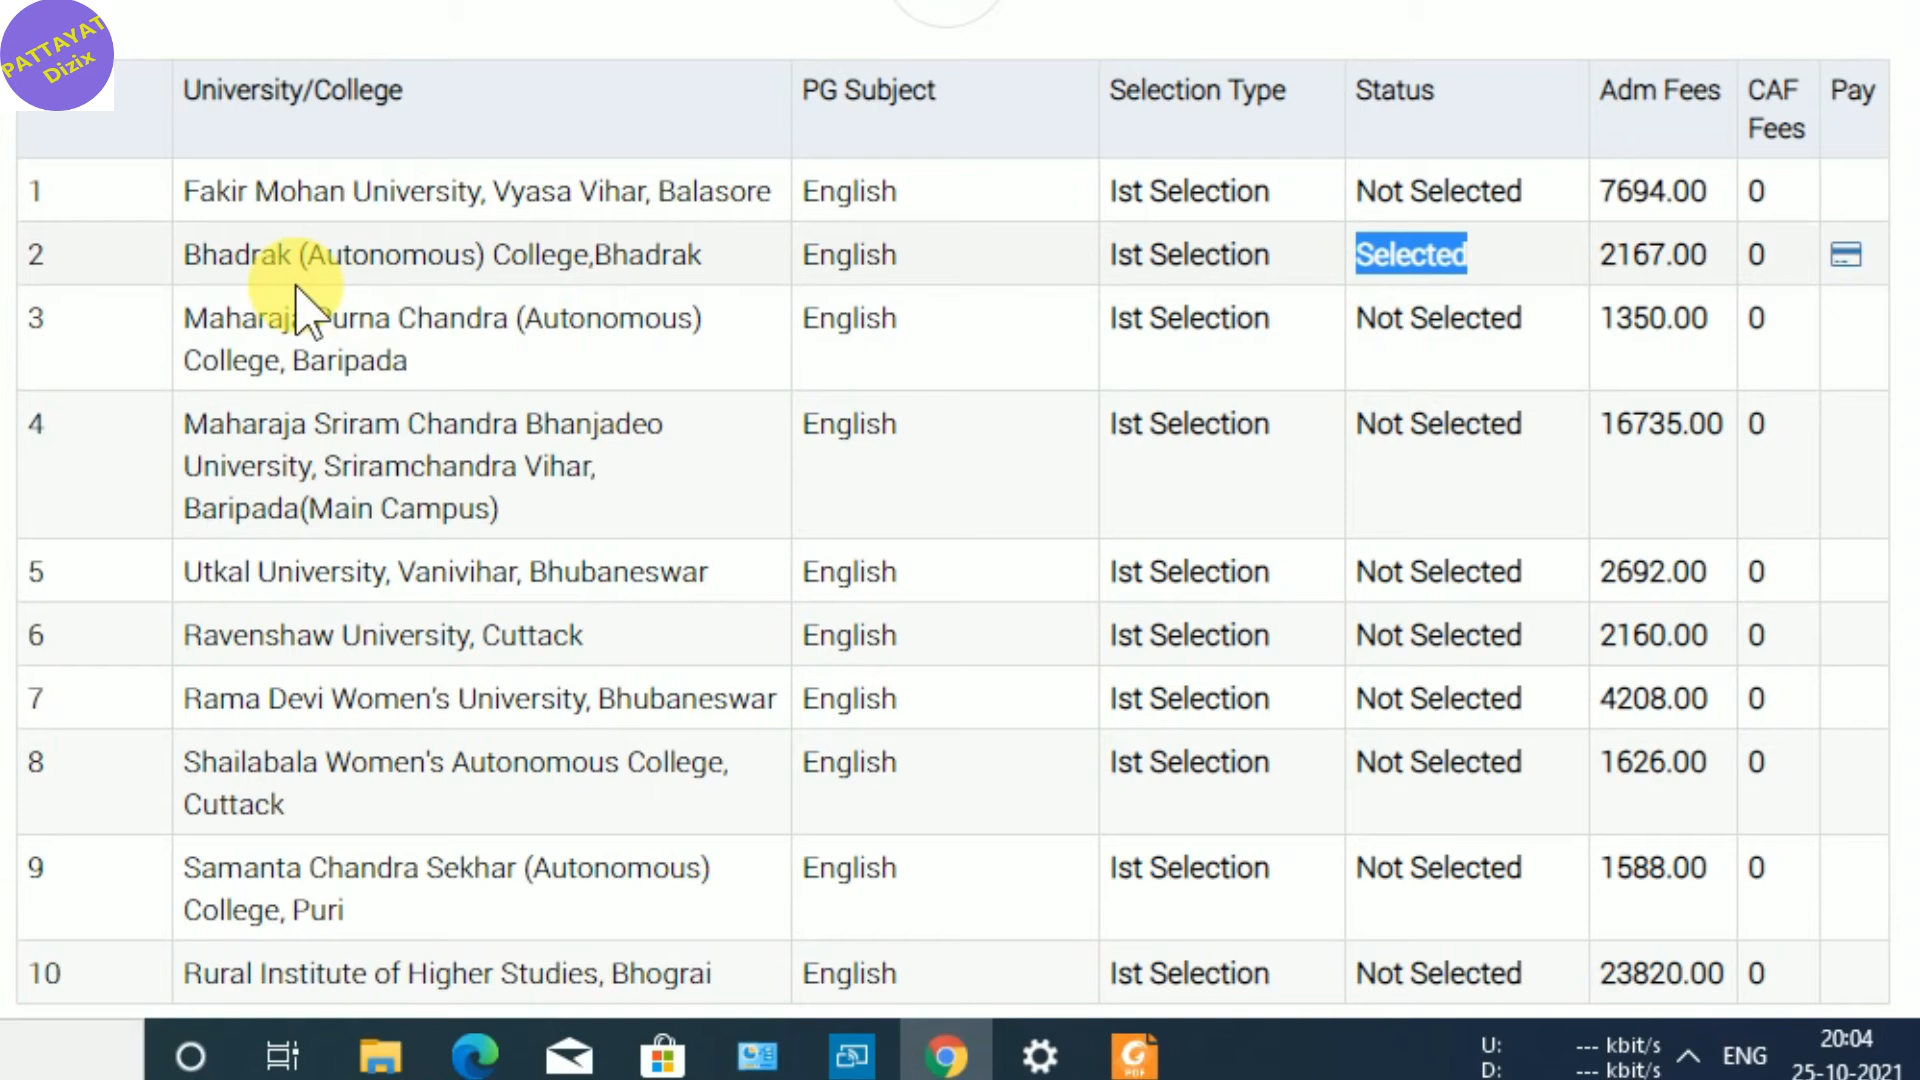 PATTAYAT
Dizix
University/College PG Subject Selection Type Status Adm Fees CAF Fees Pay
1 Fakir Mohan University, Vyasa Vihar, Balasore English Ist Selection Not Selected 7694.00 0
2 Bhadrak (Autonomous) College,Bhadrak English Ist Selection Selected 2167.00 0
3 Maharaja Purna Chandra (Autonomous) English Ist Selection Not Selected 1350.00 0
College, Baripada
4 Maharaja Sriram Chandra Bhanjadeo English Ist Selection Not Selected 16735.00 0
University, Sriramchandra Vihar,
Baripada(Main Campus)
5 Utkal University, Vanivihar, Bhubaneswar English Ist Selection Not Selected 2692.00 0
6 Ravenshaw University, Cuttack English Ist Selection Not Selected 2160.00 0
7 Rama Devi Women's University, Bhubaneswar English Ist Selection Not Selected 4208.00 0
8 Shailabala Women's Autonomous College, English Ist Selection Not Selected 1626.00 0
Cuttack
9 Samanta Chandra Sekhar (Autonomous) English Ist Selection Not Selected 1588.00 0
College, Puri
10 Rural Institute of Higher Studies, Bhograi English Ist Selection Not Selected 23820.00 0
U: --- kbit/s ENG 20:04
D: --- kbit/s 25-10-2021
PDF